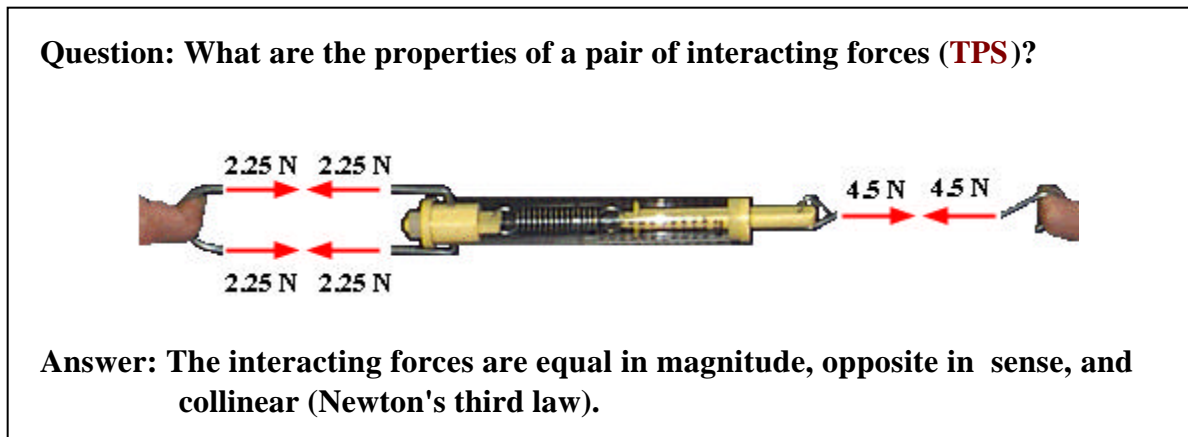 Question: What are the properties of a pair of interacting forces (TPS)?
2.25 N 2.25 N
4.5 N 4.5 N
2.25 N 2.25 N
Answer: The interacting forces are equal in magnitude, opposite in sense, and
collinear (Newton's third law).